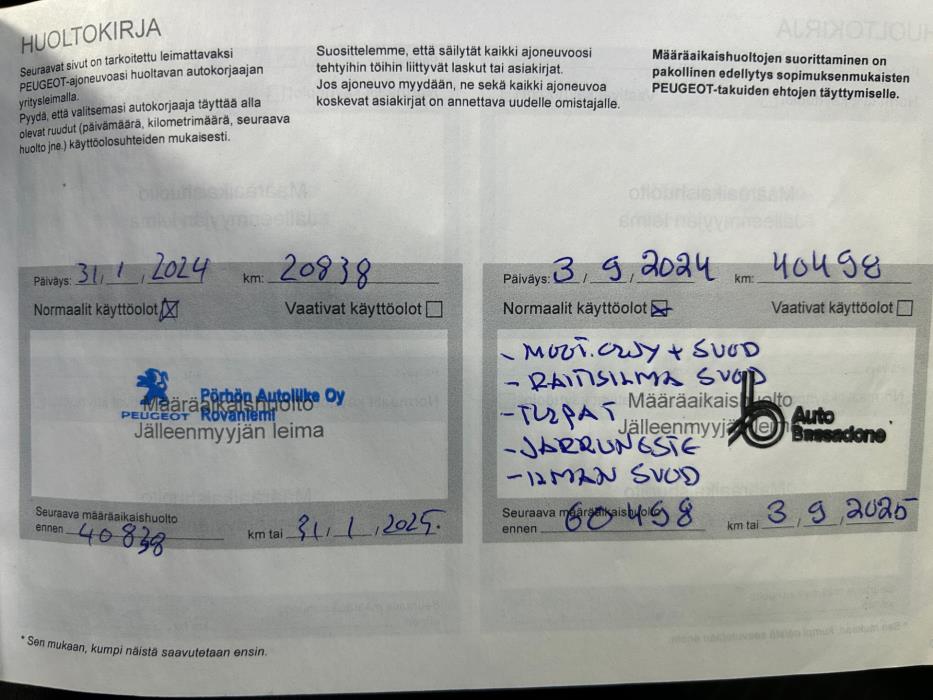 HUOLTOKIRJA
Seuraavat sivut on tarkoitettu leimattavaksi
PEUGEOT-ajoneuvoasi huoltavan autokorjaajan
yritysleimalla.
Pyydä, että valitsemasi autokorjaaja täyttää alla
olevat ruudut (päivämäärä, kilometrimäärä, seuraava
huolto jne.) käyttöolosuhteiden mukaisesti.
Suosittelemme, että säilytät kaikki ajoneuvoosi
tehtyihin töihin liittyvät laskut tai asiakirjat.
Jos ajoneuvo myydään, ne sekä kaikki ajoneuvoa
koskevat asiakirjat on annettava uudelle omistajalle.
Määräaikaishuoltojen suorittaminen on
pakollinen edellytys sopimuksenmukaisten
PEUGEOT-takuiden ehtojen täyttymiselle.
Päiväys: 31/1/2024 km: 20838
Normaalit käyttöolot Vaativat käyttöolot
Pörhön Autoliike Oy
PEUGEOT Rovaniemi
Määräaikaishuolto
Jälleenmyyjän leima
Seuraava määräaikaishuolto
ennen 40838 km tai 31/1/2025.
Päiväys: 3/9/2024 km: 40498
Normaalit käyttöolot Vaativat käyttöolot
- MOOT.ÖLJY + SUOD
- RAITISILMA SUOD
- TULPAT
- JARRUNESTE
- ILMAN SUOD
Määräaikaishuolto
Jälleenmyyjän leima
Auto
Bassadone
Seuraava määräaikaishuolto
ennen 60498 km tai 3/9/2025
* Sen mukaan, kumpi näistä saavutetaan ensin.